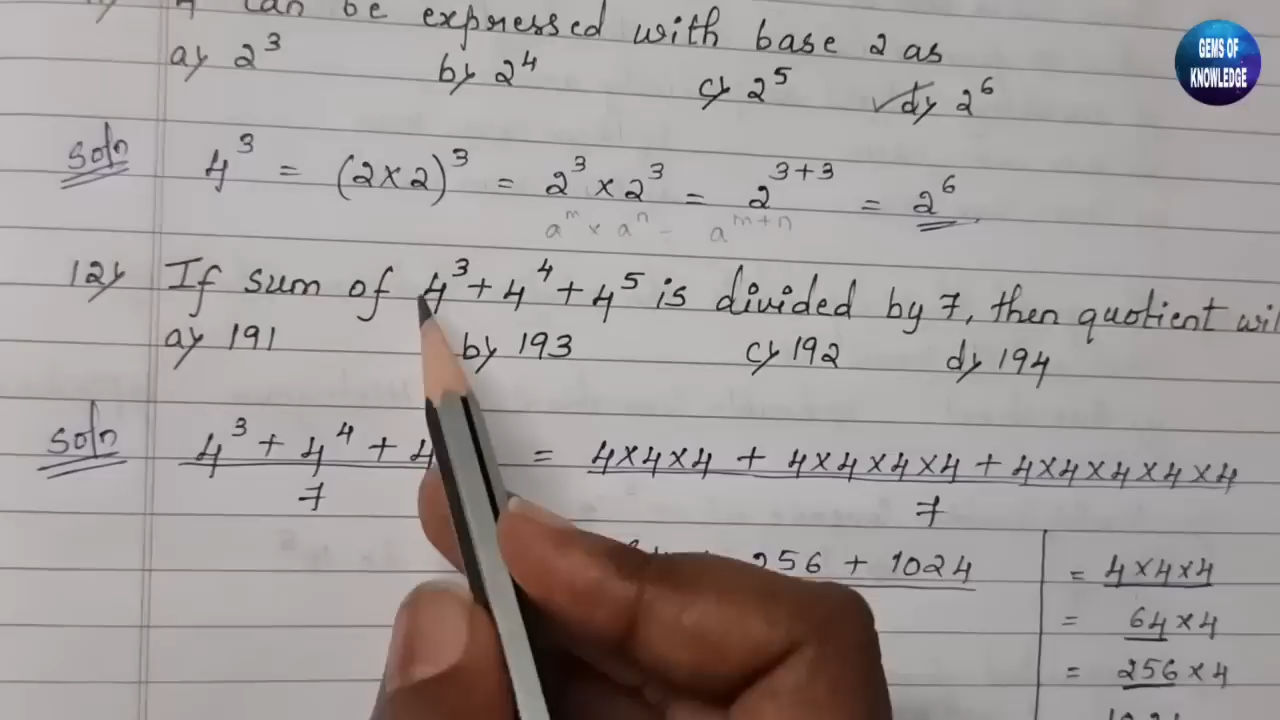 can be expressed with base 2 as
a) 2³ b) 2⁴ c) 2⁵ ✓d) 2⁶
GEMS OF
KNOWLEDGE
Soln 4³ = (2×2)³ = 2³ × 2³ = 2³⁺³ = 2⁶
aᵐ × aⁿ = aᵐ⁺ⁿ
12) If sum of 4³ + 4⁴ + 4⁵ is divided by 7, then quotient wil
a) 191 b) 193 c) 192 d) 194
Soln 4³ + 4⁴ + 4 = 4×4×4 + 4×4×4×4 + 4×4×4×4×4
7 7
256 + 1024
= 4×4×4
= 64×4
= 256×4